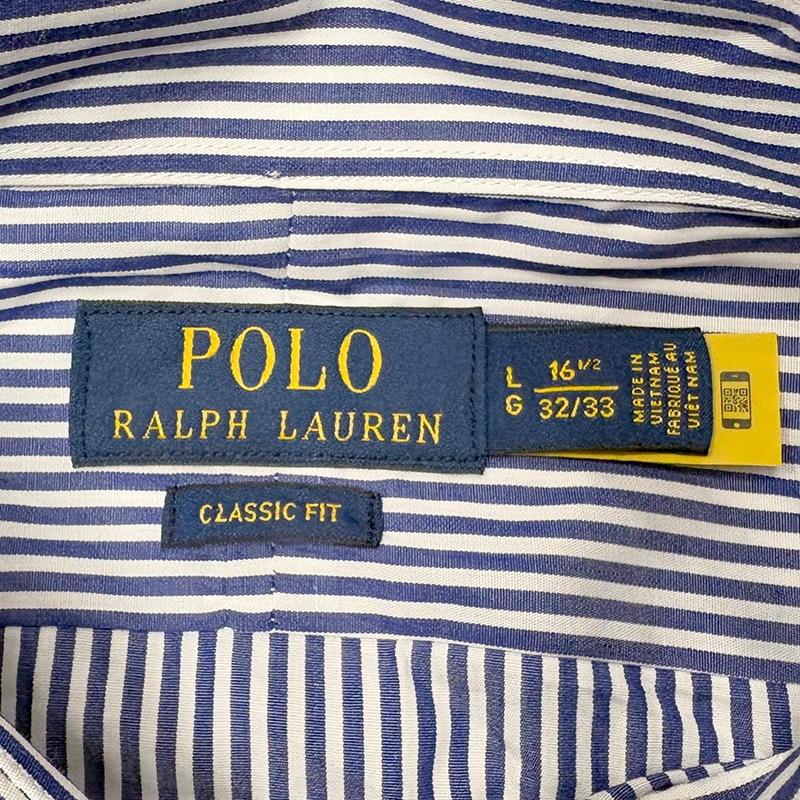 POLO
RALPH LAUREN
L 16 1/2
G 32/33
MADE IN
VIETNAM
FABRIQUÉ AU
VIÊT NAM
CLASSIC FIT